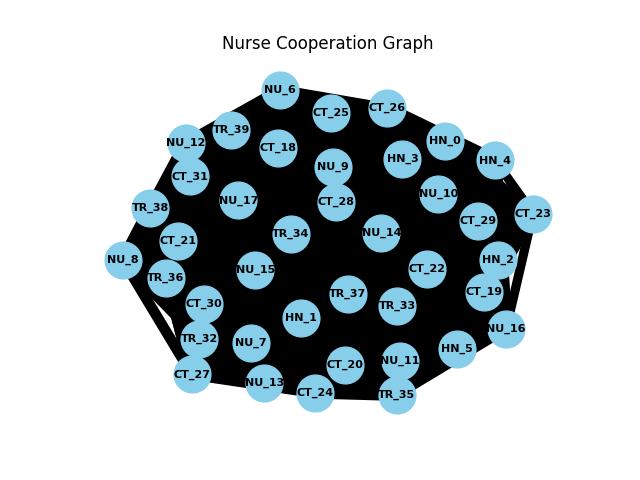 Nurse Cooperation Graph
NU_6
CT_26
CT_25
TR_39
HN_0
NU_12
CT_18
HN_3
HN_4
NU_9
CT_31
NU_10
NU_17
CT_28
TR_38
CT_23
CT_29
NU_14
TR_34
CT_21
NU_8
HN_2
CT_22
NU_15
TR_36
CT_19
TR_37
CT_30
TR_33
HN_1
NU_16
TR_32
NU_7
HN_5
NU_11
CT_20
CT_27
NU_13
CT_24
TR_35